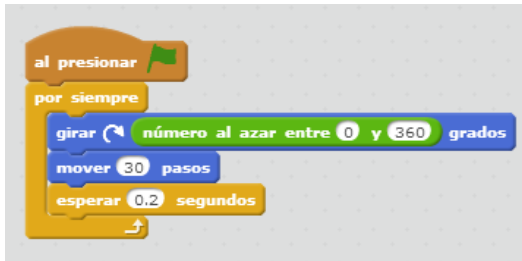 al presionar
por siempre
girar número al azar entre 0 y 360 grados
mover 30 pasos
esperar 0.2 segundos